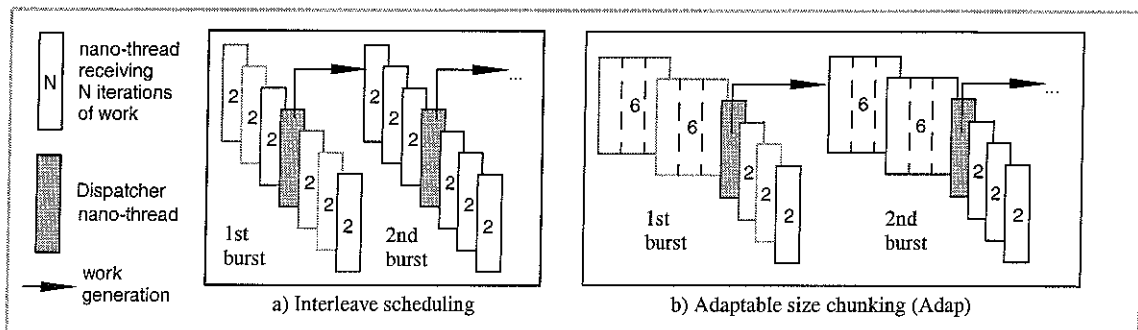 N
nano-thread
receiving
N iterations
of work
Dispatcher
nano-thread
work
generation
2
2
2
2
2
2
1st
burst
2
2
2
2
2
2
2nd
burst
...
a) Interleave scheduling
6
6
2
2
2
1st
burst
6
6
2
2
2
2nd
burst
...
b) Adaptable size chunking (Adap)